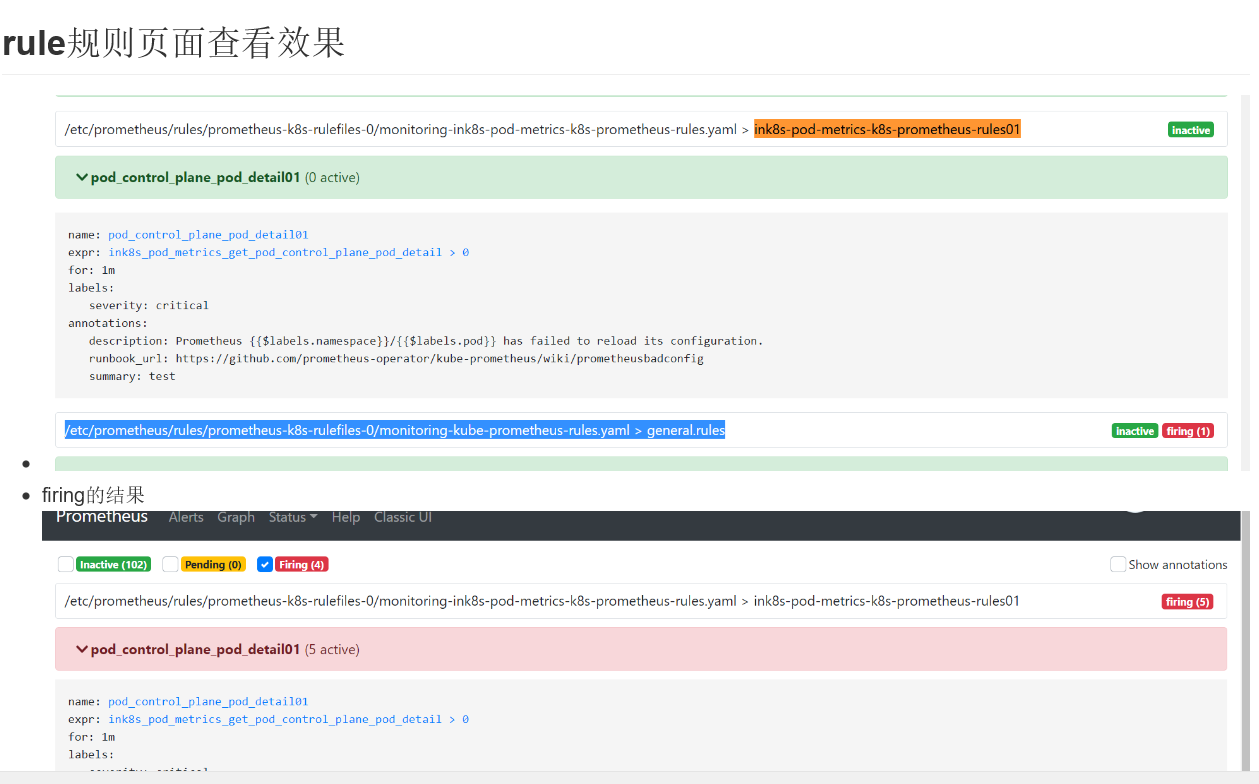 rule规则页面查看效果
/etc/prometheus/rules/prometheus-k8s-rulefiles-0/monitoring-ink8s-pod-metrics-k8s-prometheus-rules.yaml > ink8s-pod-metrics-k8s-prometheus-rules01 inactive
pod_control_plane_pod_detail01 (0 active)
name: pod_control_plane_pod_detail01
expr: ink8s_pod_metrics_get_pod_control_plane_pod_detail > 0
for: 1m
labels:
severity: critical
annotations:
description: Prometheus {{$labels.namespace}}/{{$labels.pod}} has failed to reload its configuration.
runbook_url: https://github.com/prometheus-operator/kube-prometheus/wiki/prometheusbadconfig
summary: test
/etc/prometheus/rules/prometheus-k8s-rulefiles-0/monitoring-kube-prometheus-rules.yaml > general.rules inactive firing (1)
firing的结果
Prometheus Alerts Graph Status Help Classic UI
Inactive (102) Pending (0) Firing (4) Show annotations
/etc/prometheus/rules/prometheus-k8s-rulefiles-0/monitoring-ink8s-pod-metrics-k8s-prometheus-rules.yaml > ink8s-pod-metrics-k8s-prometheus-rules01 firing (5)
pod_control_plane_pod_detail01 (5 active)
name: pod_control_plane_pod_detail01
expr: ink8s_pod_metrics_get_pod_control_plane_pod_detail > 0
for: 1m
labels: